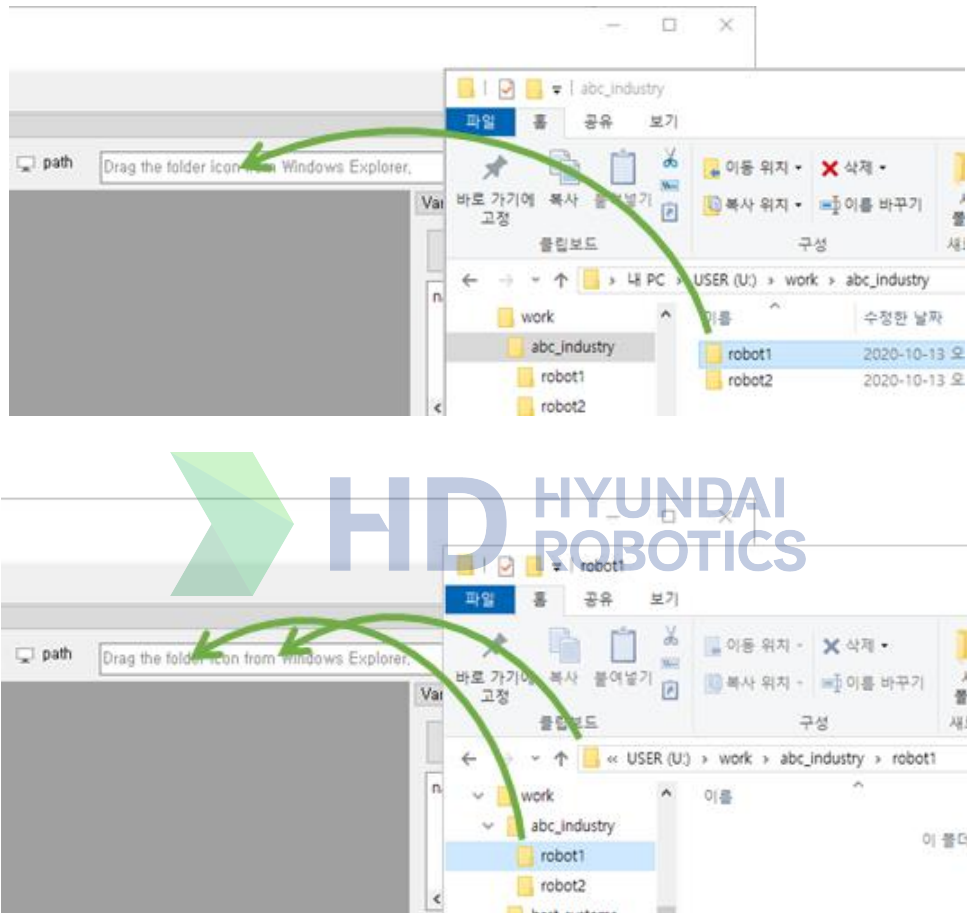 abc_industry
파일 홈 공유 보기
path
Drag the folder icon from Windows Explorer,
이동 위치 삭제
바로 가기에 고정 복사 붙여넣기
복사 위치 이름 바꾸기
클립보드 구성
내 PC > USER (U:) > work > abc_industry
work
이름 수정한 날짜
abc_industry
robot1 2020-10-13 오
robot1
robot2 2020-10-13 오
robot2
HD HYUNDAI
ROBOTICS
robot1
파일 홈 공유 보기
path
Drag the folder icon from Windows Explorer,
이동 위치 삭제
바로 가기에 고정 복사 붙여넣기
복사 위치 이름 바꾸기
클립보드 구성
« USER (U:) > work > abc_industry > robot1
work
이름
abc_industry
이 폴더
robot1
robot2